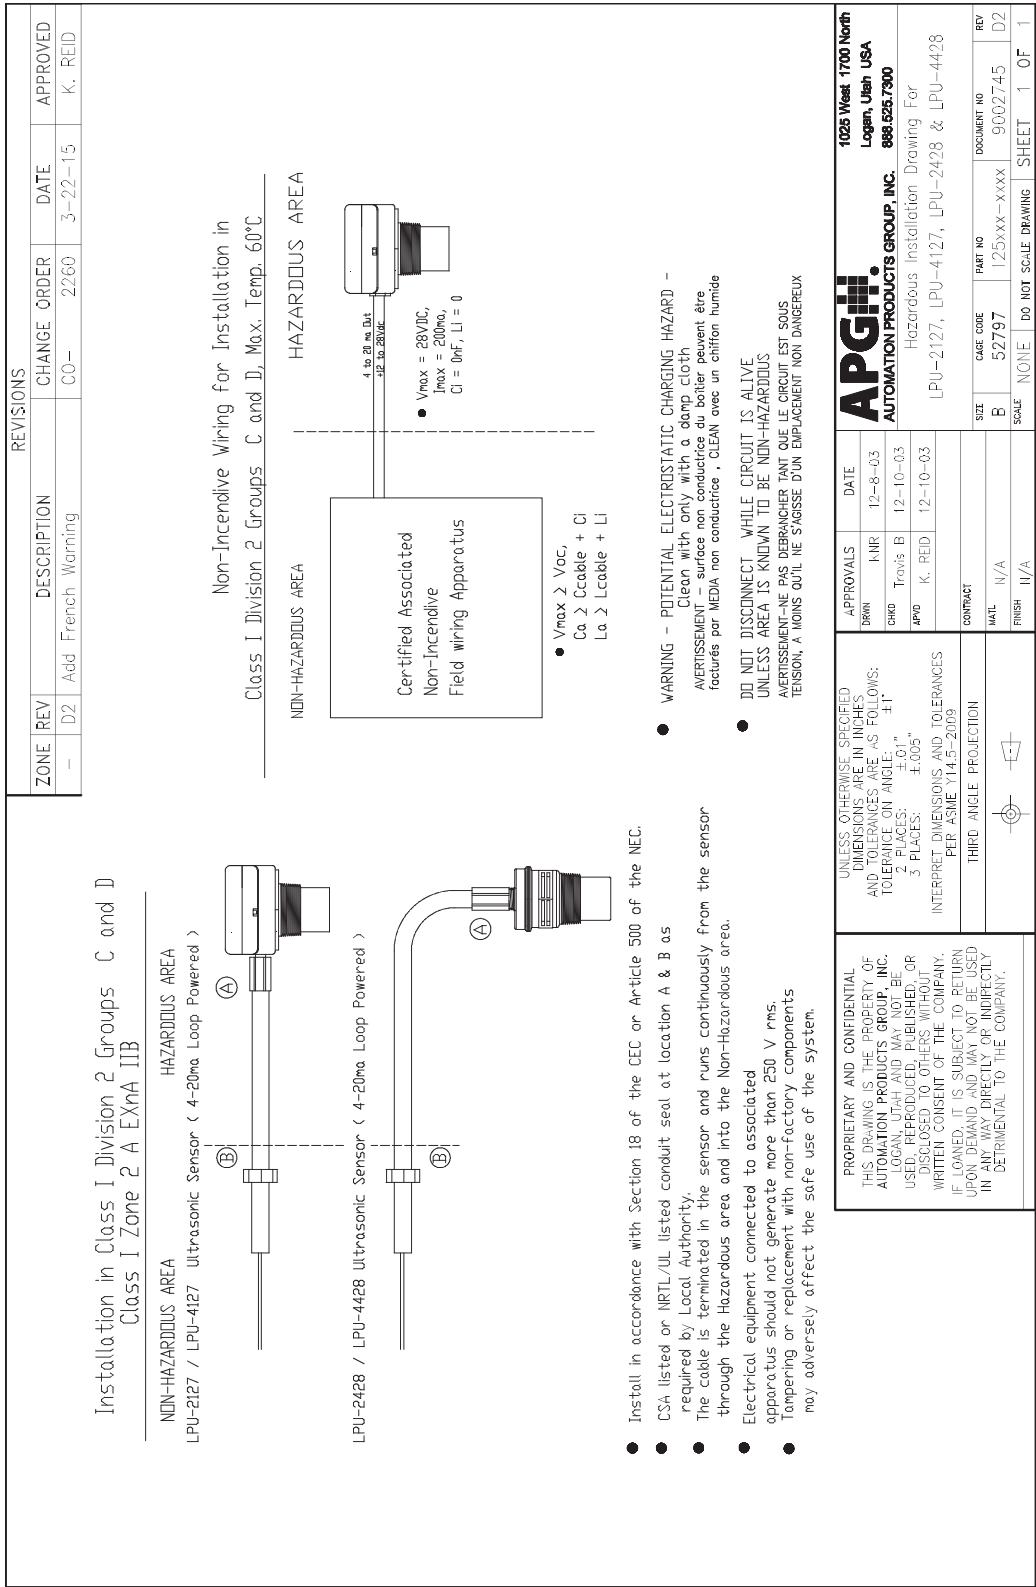 REVISIONS
ZONE REV DESCRIPTION CHANGE ORDER DATE APPROVED
- D2 Add French Warning CO- 2260 3-22-15 K. REID
Installation in Class I Division 2 Groups C and D
Class I Zone 2 A EXnA IIB
NON-HAZARDOUS AREA HAZARDOUS AREA
LPU-2127 / LPU-4127 Ultrasonic Sensor ( 4-20ma Loop Powered )
B
A
LPU-2428 / LPU-4428 Ultrasonic Sensor ( 4-20ma Loop Powered )
B
A
● Install in accordance with Section 18 of the CEC or Article 500 of the NEC.
● CSA listed or NRTL/UL listed conduit seal at location A & B as
required by Local Authority.
● The cable is terminated in the sensor and runs continuously from the sensor
through the Hazardous area and into the Non-Hazardous area.
● Electrical equipment connected to associated
apparatus should not generate more than 250 V rms.
● Tampering or replacement with non-factory components
may adversely affect the safe use of the system.
Non-Incendive Wiring for Installation in
Class I Division 2 Groups C and D, Max. Temp. 60°C
NON-HAZARDOUS AREA HAZARDOUS AREA
Certified Associated
Non-Incendive
Field wiring Apparatus
4 to 20 ma Out
+12 to 28Vdc
● Vmax = 28VDC,
Imax = 200ma,
Ci = 0nF, Li = 0
● Vmax ≥ Voc,
Ca ≥ Ccable + Ci
La ≥ Lcable + Li
● WARNING - POTENTIAL ELECTROSTATIC CHARGING HAZARD -
Clean with only with a damp cloth
AVERTISSEMENT - surface non conductrice du boîtier peuvent être
facturés par MEDIA non conductrice , CLEAN avec un chiffon humide
● DO NOT DISCONNECT WHILE CIRCUIT IS ALIVE
UNLESS AREA IS KNOWN TO BE NON-HAZARDOUS
AVERTISSEMENT-NE PAS DEBRANCHER TANT QUE LE CIRCUIT EST SOUS
TENSION, A MOINS QU'IL NE S'AGISSE D'UN EMPLACEMENT NON DANGEREUX
PROPRIETARY AND CONFIDENTIAL
THIS DRAWING IS THE PROPERTY OF
AUTOMATION PRODUCTS GROUP, INC.
LOGAN, UTAH AND MAY NOT BE
USED, REPRODUCED, PUBLISHED, OR
DISCLOSED TO OTHERS WITHOUT
WRITTEN CONSENT OF THE COMPANY.
IF LOANED, IT IS SUBJECT TO RETURN
UPON DEMAND AND MAY NOT BE USED
IN ANY WAY DIRECTLY OR INDIRECTLY
DETRIMENTAL TO THE COMPANY.
UNLESS OTHERWISE SPECIFIED
DIMENSIONS ARE IN INCHES
AND TOLERANCES ARE AS FOLLOWS:
TOLERANCE ON ANGLE: ±1°
2 PLACES: ±.01"
3 PLACES: ±.005"
INTERPRET DIMENSIONS AND TOLERANCES
PER ASME Y14.5-2009
THIRD ANGLE PROJECTION
APPROVALS DATE
DRWN KNR 12-8-03
CHKD Travis B 12-10-03
APVD K. REID 12-10-03
CONTRACT
MATL N/A
FINISH N/A
APG
AUTOMATION PRODUCTS GROUP, INC.
1025 West 1700 North
Logan, Utah USA
888.525.7300
Hazardous Installation Drawing For
LPU-2127, LPU-4127, LPU-2428 & LPU-4428
SIZE B
CAGE CODE 52797
PART NO 125xxx-xxxx
DOCUMENT NO 9002745
REV D2
SCALE NONE DO NOT SCALE DRAWING SHEET 1 OF 1